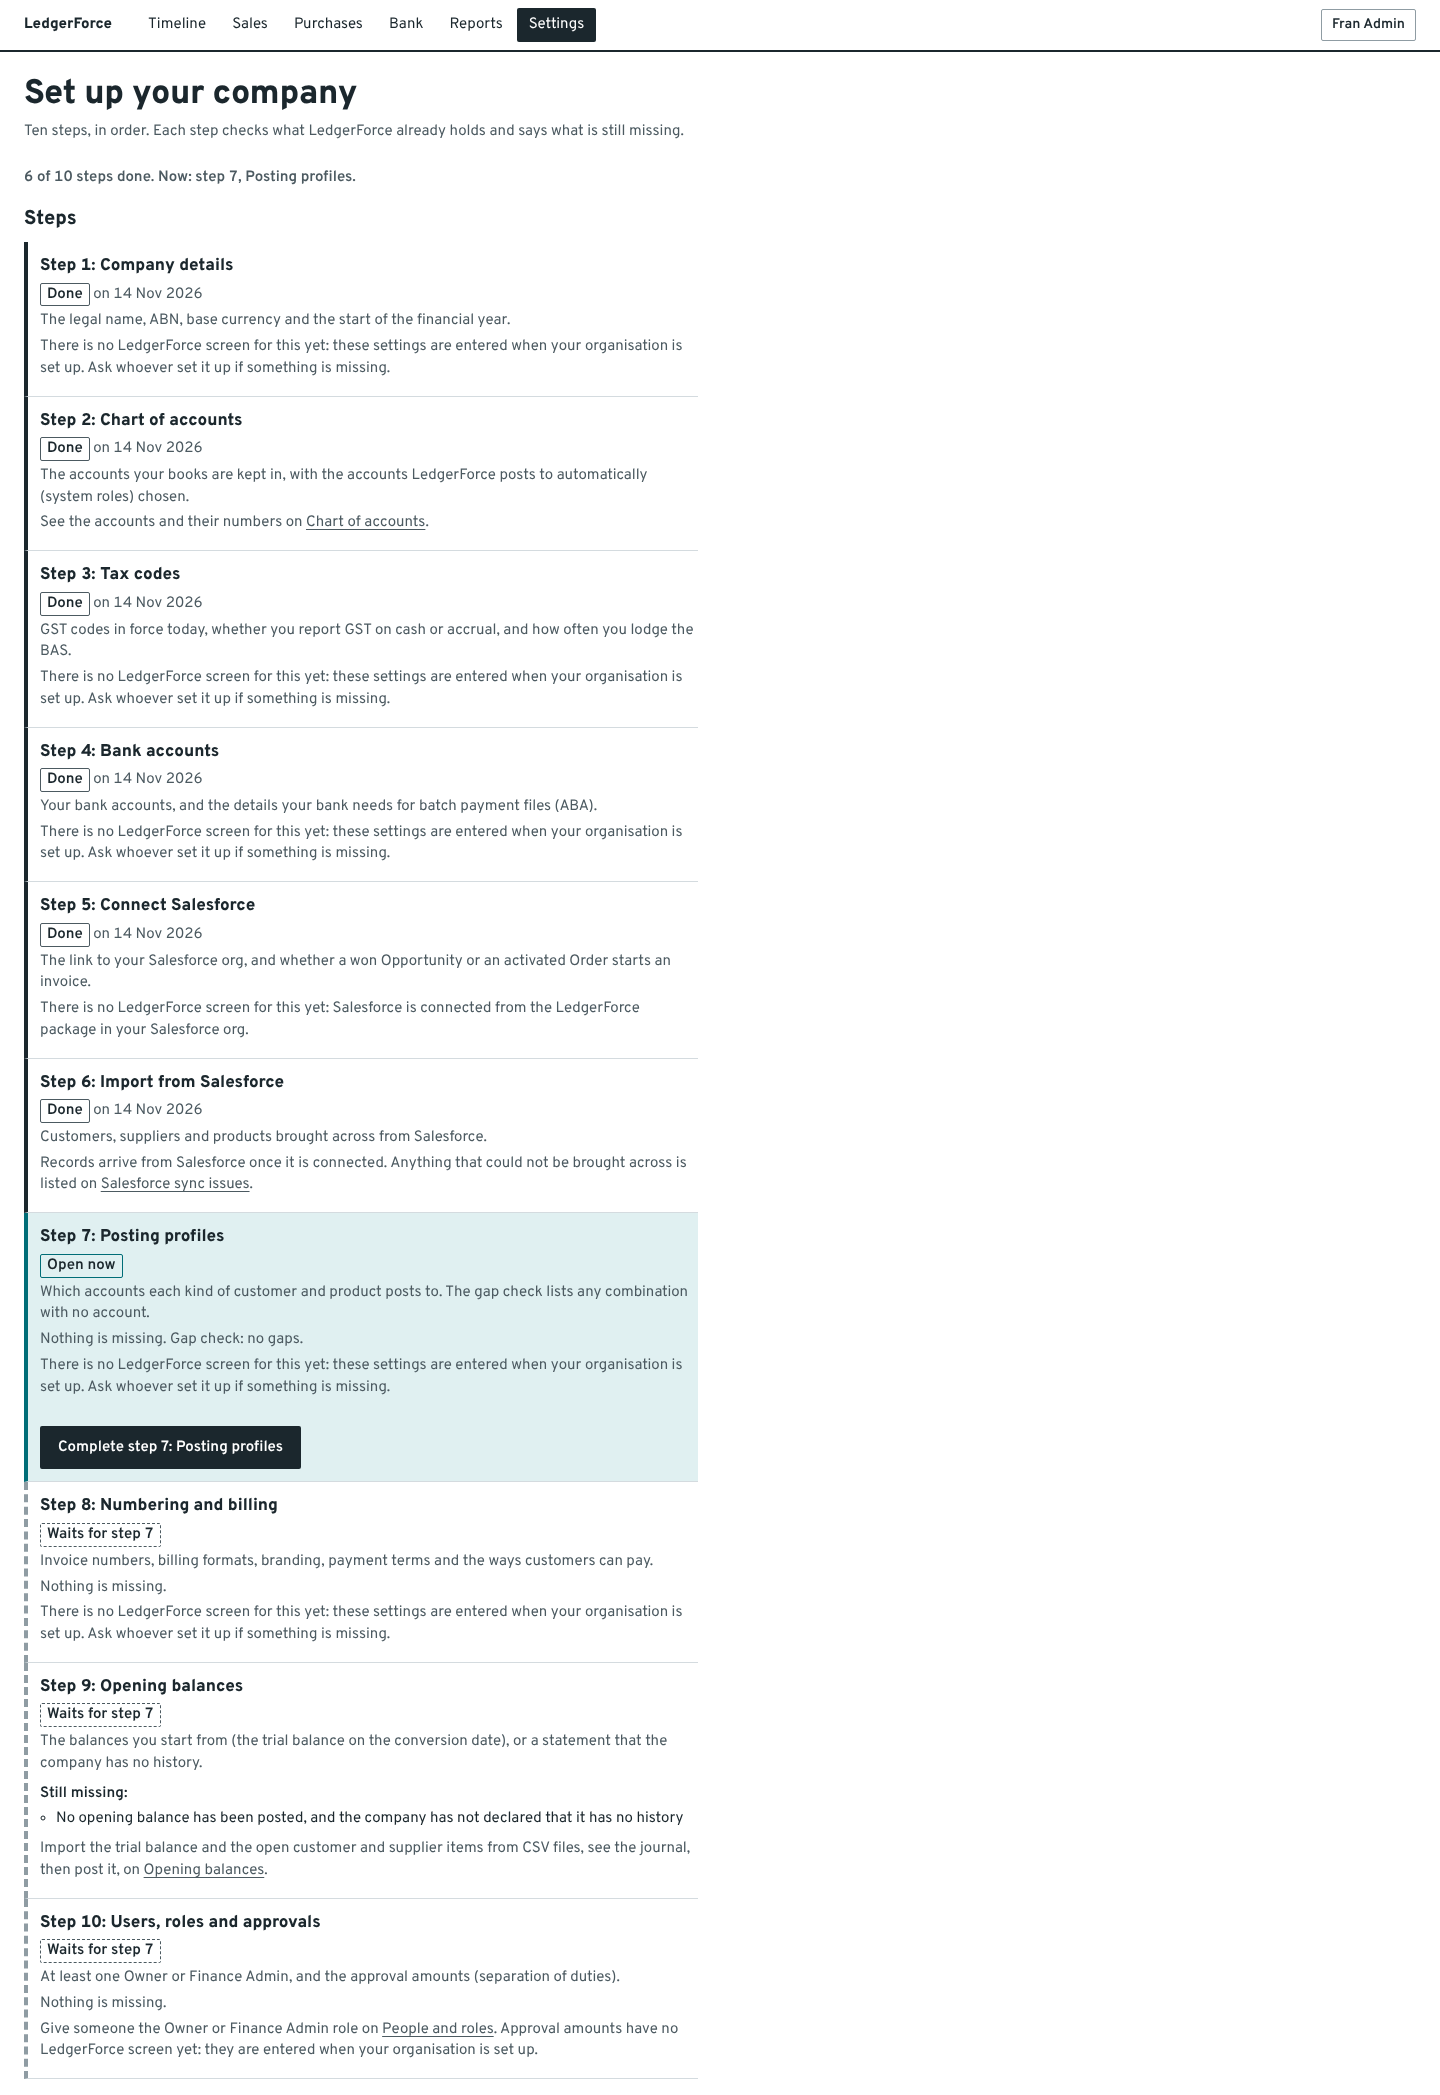 LedgerForce Timeline Sales Purchases Bank Reports Settings Fran Admin
Set up your company
Ten steps, in order. Each step checks what LedgerForce already holds and says what is still missing.
6 of 10 steps done. Now: step 7, Posting profiles.
Steps
Step 1: Company details
Done on 14 Nov 2026
The legal name, ABN, base currency and the start of the financial year.
There is no LedgerForce screen for this yet: these settings are entered when your organisation is
set up. Ask whoever set it up if something is missing.
Step 2: Chart of accounts
Done on 14 Nov 2026
The accounts your books are kept in, with the accounts LedgerForce posts to automatically
(system roles) chosen.
See the accounts and their numbers on Chart of accounts.
Step 3: Tax codes
Done on 14 Nov 2026
GST codes in force today, whether you report GST on cash or accrual, and how often you lodge the
BAS.
There is no LedgerForce screen for this yet: these settings are entered when your organisation is
set up. Ask whoever set it up if something is missing.
Step 4: Bank accounts
Done on 14 Nov 2026
Your bank accounts, and the details your bank needs for batch payment files (ABA).
There is no LedgerForce screen for this yet: these settings are entered when your organisation is
set up. Ask whoever set it up if something is missing.
Step 5: Connect Salesforce
Done on 14 Nov 2026
The link to your Salesforce org, and whether a won Opportunity or an activated Order starts an
invoice.
There is no LedgerForce screen for this yet: Salesforce is connected from the LedgerForce
package in your Salesforce org.
Step 6: Import from Salesforce
Done on 14 Nov 2026
Customers, suppliers and products brought across from Salesforce.
Records arrive from Salesforce once it is connected. Anything that could not be brought across is
listed on Salesforce sync issues.
Step 7: Posting profiles
Open now
Which accounts each kind of customer and product posts to. The gap check lists any combination
with no account.
Nothing is missing. Gap check: no gaps.
There is no LedgerForce screen for this yet: these settings are entered when your organisation is
set up. Ask whoever set it up if something is missing.
Complete step 7: Posting profiles
Step 8: Numbering and billing
Waits for step 7
Invoice numbers, billing formats, branding, payment terms and the ways customers can pay.
Nothing is missing.
There is no LedgerForce screen for this yet: these settings are entered when your organisation is
set up. Ask whoever set it up if something is missing.
Step 9: Opening balances
Waits for step 7
The balances you start from (the trial balance on the conversion date), or a statement that the
company has no history.
Still missing:
No opening balance has been posted, and the company has not declared that it has no history
Import the trial balance and the open customer and supplier items from CSV files, see the journal,
then post it, on Opening balances.
Step 10: Users, roles and approvals
Waits for step 7
At least one Owner or Finance Admin, and the approval amounts (separation of duties).
Nothing is missing.
Give someone the Owner or Finance Admin role on People and roles. Approval amounts have no
LedgerForce screen yet: they are entered when your organisation is set up.